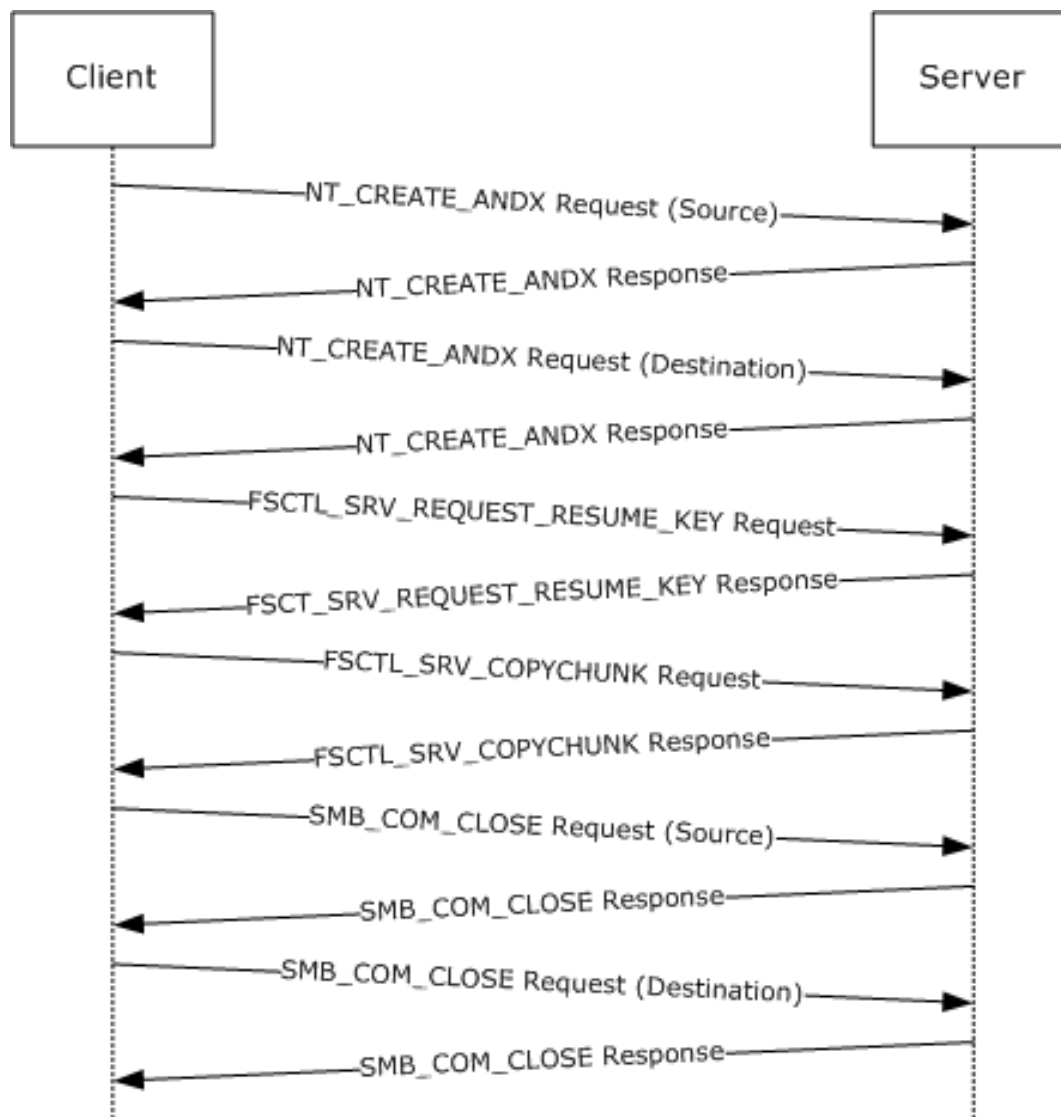 Client
Server
NT_CREATE_ANDX Request (Source)
NT_CREATE_ANDX Response
NT_CREATE_ANDX Request (Destination)
NT_CREATE_ANDX Response
FSCTL_SRV_REQUEST_RESUME_KEY Request
FSCT_SRV_REQUEST_RESUME_KEY Response
FSCTL_SRV_COPYCHUNK Request
FSCTL_SRV_COPYCHUNK Response
SMB_COM_CLOSE Request (Source)
SMB_COM_CLOSE Response
SMB_COM_CLOSE Request (Destination)
SMB_COM_CLOSE Response